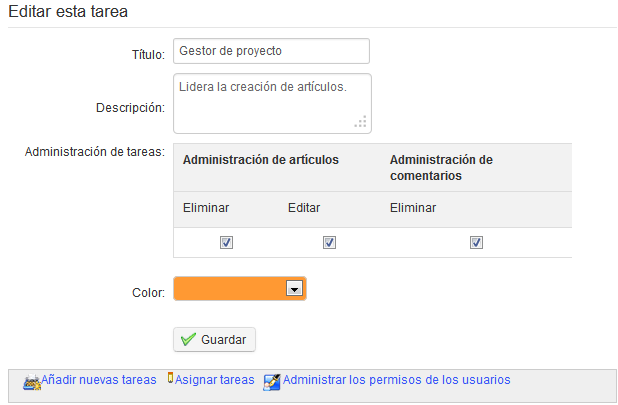 Editar esta tarea
Título: Gestor de proyecto
Descripción: Lidera la creación de artículos.
Administración de tareas:
Administración de artículos Administración de
comentarios
Eliminar Editar Eliminar
Color:
Guardar
Añadir nuevas tareas Asignar tareas Administrar los permisos de los usuarios